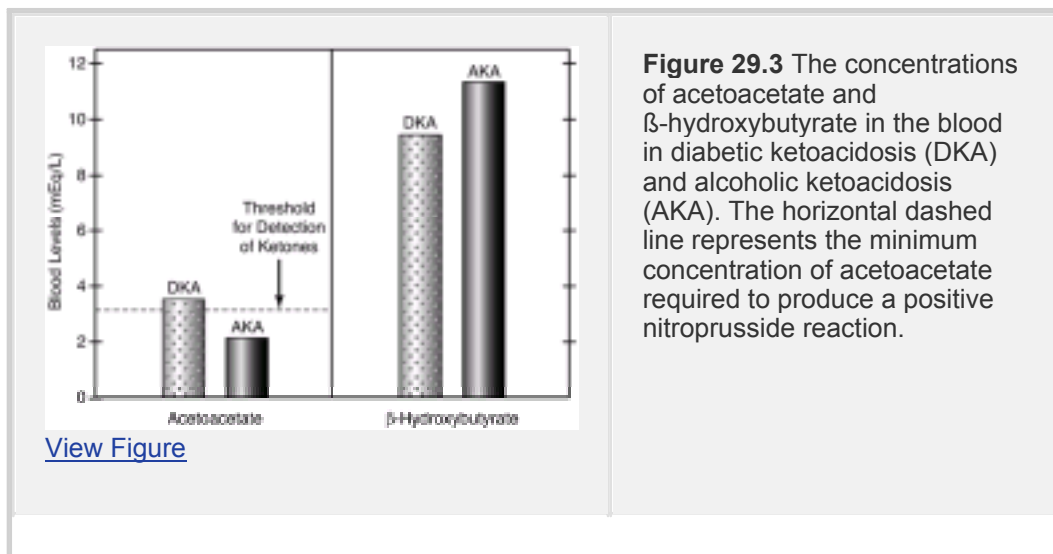 12
10
8
6
4
2
0
Blood Levels (mEq/L)
DKA
AKA
Threshold
for Detection
of Ketones
DKA
AKA
Acetoacetate
β-Hydroxybutyrate
View Figure
Figure 29.3 The concentrations
of acetoacetate and
ß-hydroxybutyrate in the blood
in diabetic ketoacidosis (DKA)
and alcoholic ketoacidosis
(AKA). The horizontal dashed
line represents the minimum
concentration of acetoacetate
required to produce a positive
nitroprusside reaction.